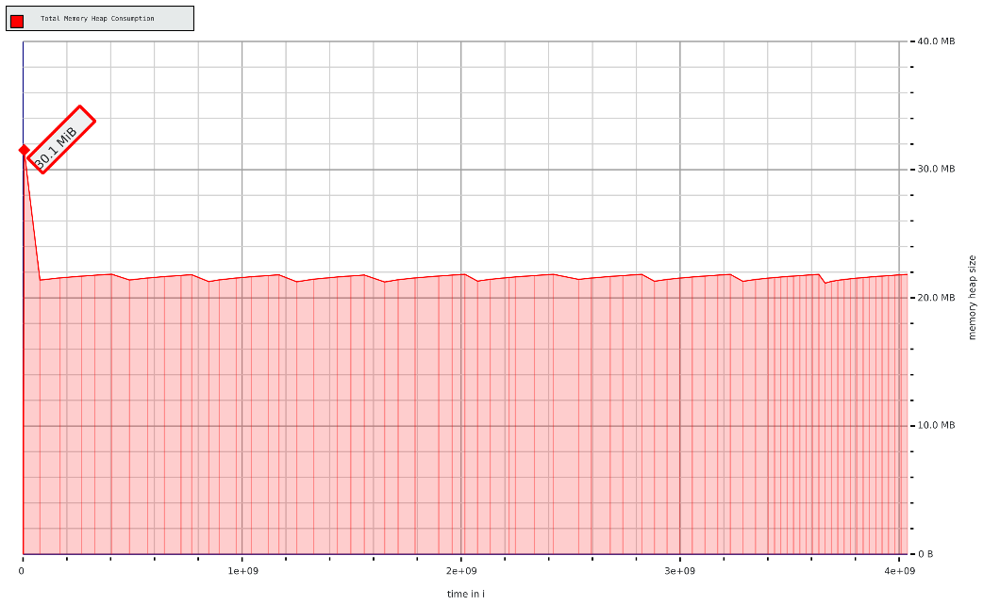 Total Memory Heap Consumption
40.0 MB
30.1 MiB
30.0 MB
memory heap size
20.0 MB
10.0 MB
0 B
0
1e+09
2e+09
3e+09
4e+09
time in i